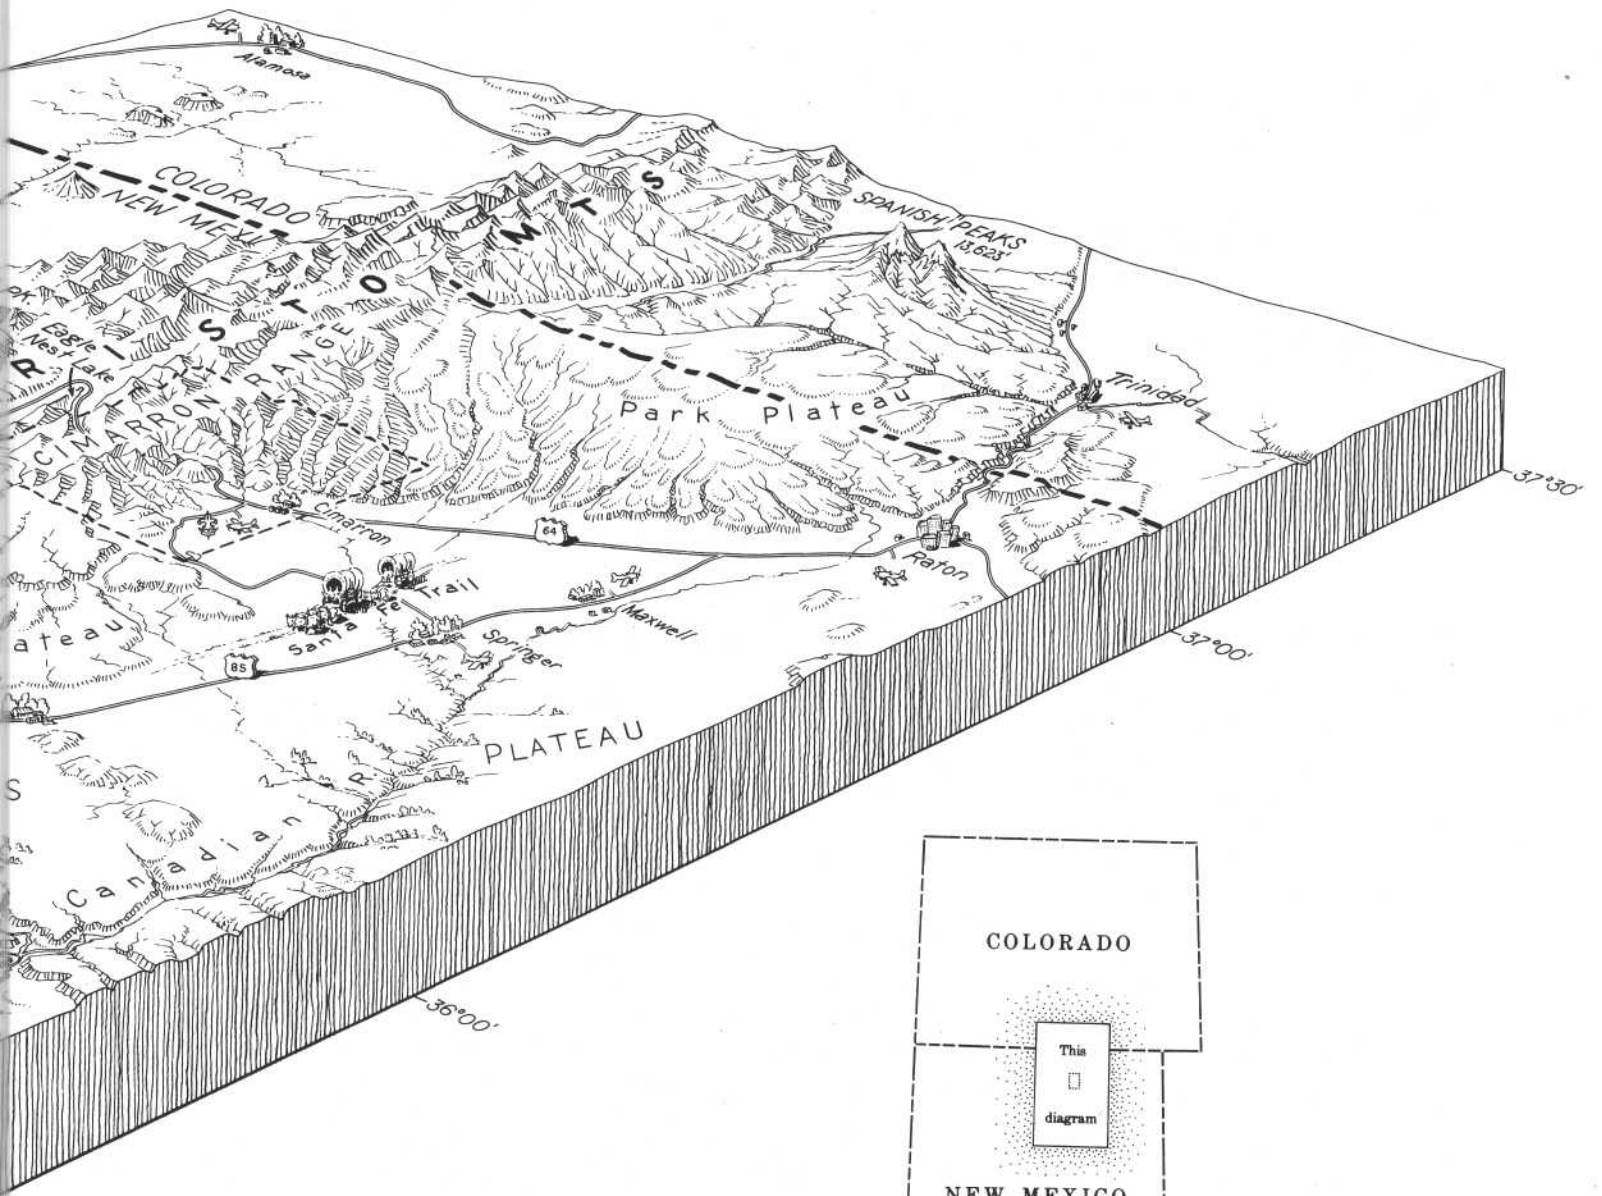 Alamosa
COLORADO
NEW MEXI
SPANISH PEAKS
13,623'
RISTO MTS
Eagle
Nest Lake
CIMARRON RANGE
Park Plateau
Trinidad
37°30'
Cimarron
64
Raton
Santa Fe Trail
Maxwell
Springer
37°00'
ateau
85
PLATEAU
S
Canadian R
36°00'
COLORADO
This
diagram
NEW MEXICO